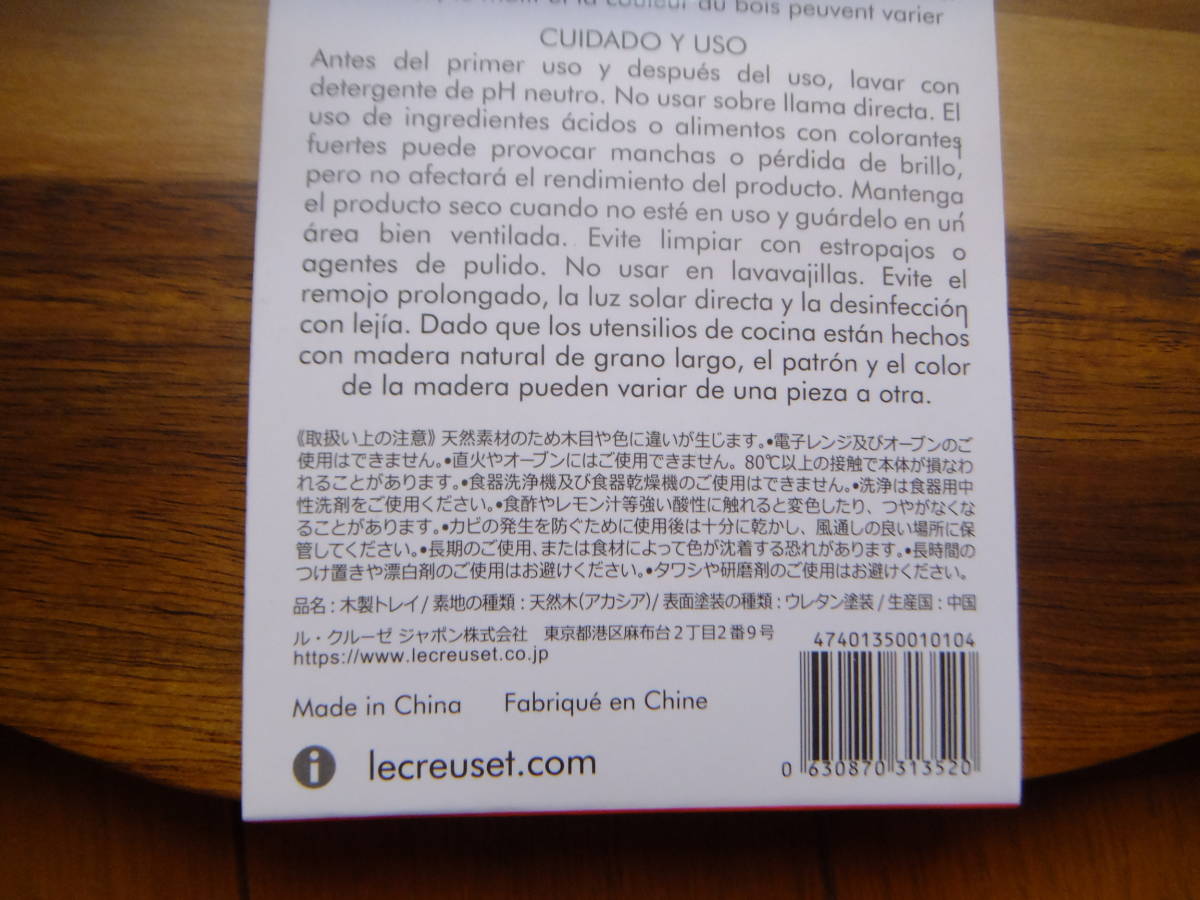 le motif et la couleur du bois peuvent varier
CUIDADO Y USO
Antes del primer uso y después del uso, lavar con
detergente de pH neutro. No usar sobre llama directa. El
uso de ingredientes ácidos o alimentos con colorantes
fuertes puede provocar manchas o pérdida de brillo,
pero no afectará el rendimiento del producto. Mantenga
el producto seco cuando no esté en uso y guárdelo en un
área bien ventilada. Evite limpiar con estropajos o
agentes de pulido. No usar en lavavajillas. Evite el
remojo prolongado, la luz solar directa y la desinfección
con lejía. Dado que los utensilios de cocina están hechos
con madera natural de grano largo, el patrón y el color
de la madera pueden variar de una pieza a otra.
《取扱い上の注意》天然素材のため木目や色に違いが生じます。•電子レンジ及びオーブンのご
使用はできません。•直火やオーブンにはご使用できません。80℃以上の接触で本体が損なわ
れることがあります。•食器洗浄機及び食器乾燥機のご使用はできません。•洗浄は食器用中
性洗剤をご使用ください。•食酢やレモン汁等強い酸性に触れると変色したり、つやがなくな
ることがあります。•カビの発生を防ぐために使用後は十分に乾かし、風通しの良い場所に保
管してください。•長期のご使用、または食材によって色が沈着する恐れがあります。•長時間の
つけ置きや漂白剤のご使用はお避けください。•タワシや研磨剤のご使用はお避けください。
品名:木製トレイ/素地の種類:天然木(アカシア)/表面塗装の種類:ウレタン塗装/生産国:中国
ル・クルーゼ ジャポン株式会社 東京都港区麻布台2丁目2番9号
https://www.lecreuset.co.jp
47401350010104
Made in China Fabriqué en Chine
i lecreuset.com
0 630870 313520